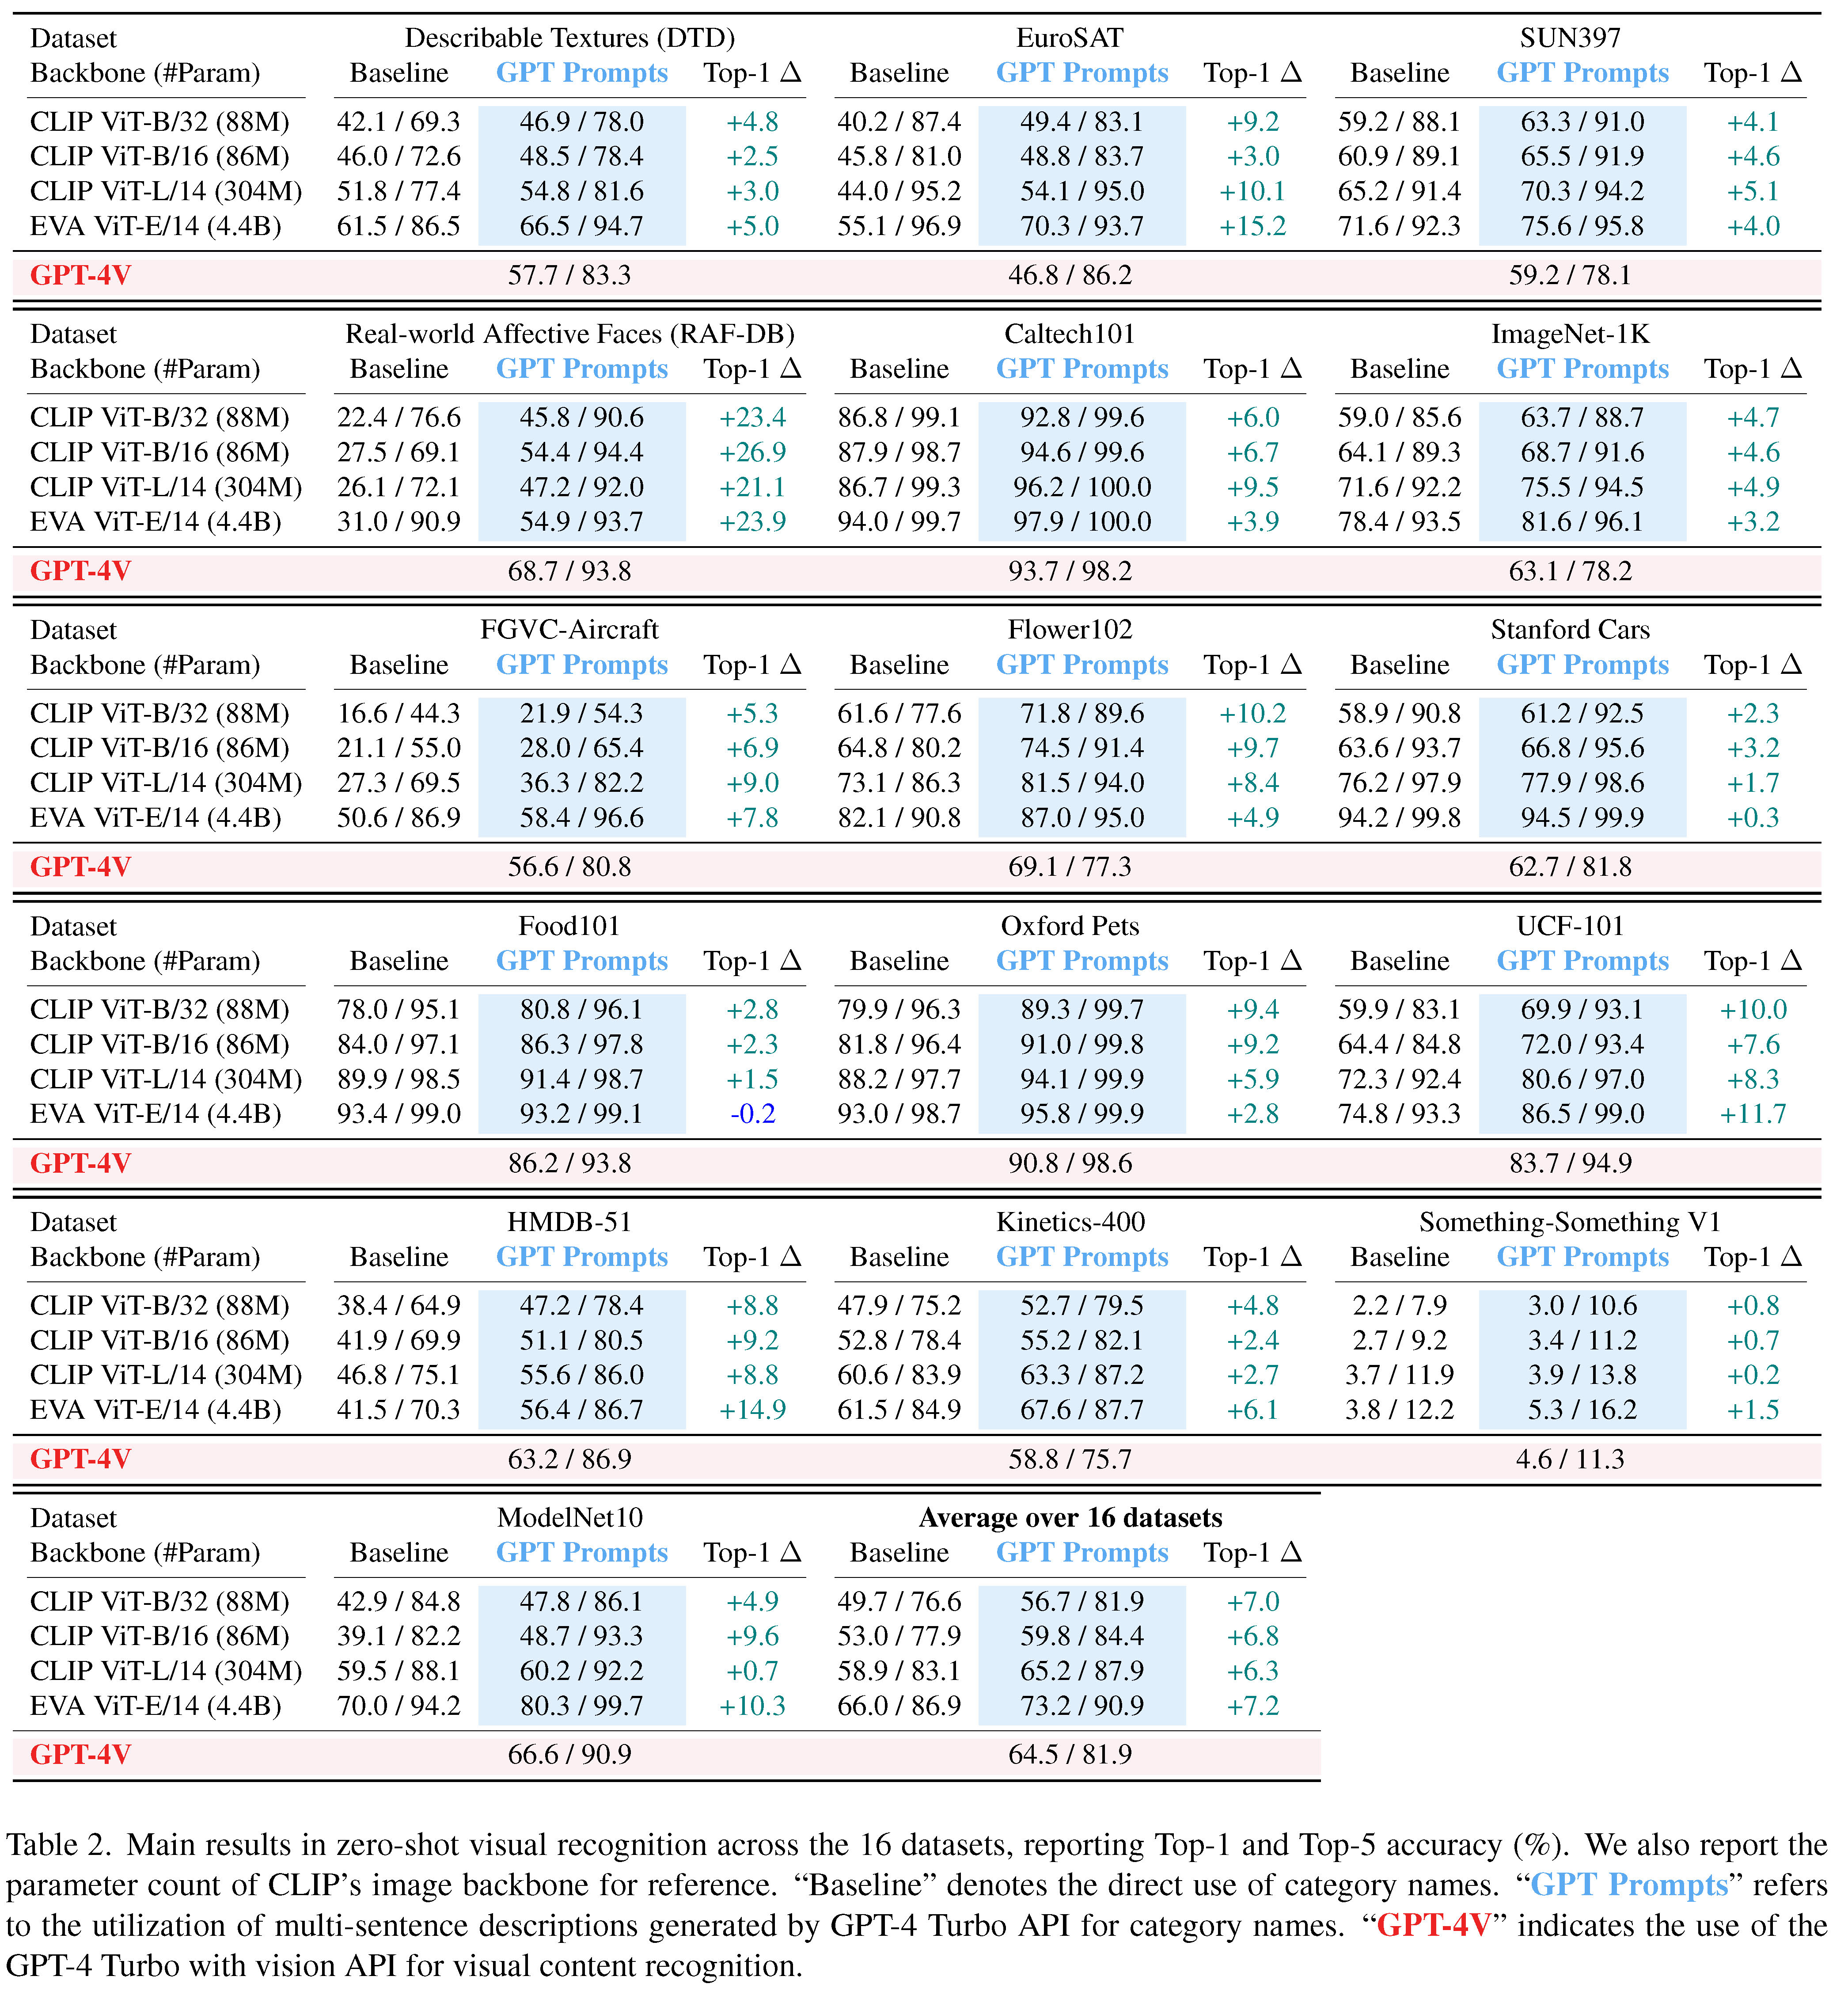 Dataset Describable Textures (DTD) EuroSAT SUN397
Backbone (#Param) Baseline GPT Prompts Top-1 Δ Baseline GPT Prompts Top-1 Δ Baseline GPT Prompts Top-1 Δ
CLIP ViT-B/32 (88M) 42.1 / 69.3 46.9 / 78.0 +4.8 40.2 / 87.4 49.4 / 83.1 +9.2 59.2 / 88.1 63.3 / 91.0 +4.1
CLIP ViT-B/16 (86M) 46.0 / 72.6 48.5 / 78.4 +2.5 45.8 / 81.0 48.8 / 83.7 +3.0 60.9 / 89.1 65.5 / 91.9 +4.6
CLIP ViT-L/14 (304M) 51.8 / 77.4 54.8 / 81.6 +3.0 44.0 / 95.2 54.1 / 95.0 +10.1 65.2 / 91.4 70.3 / 94.2 +5.1
EVA ViT-E/14 (4.4B) 61.5 / 86.5 66.5 / 94.7 +5.0 55.1 / 96.9 70.3 / 93.7 +15.2 71.6 / 92.3 75.6 / 95.8 +4.0
GPT-4V 57.7 / 83.3 46.8 / 86.2 59.2 / 78.1
Dataset Real-world Affective Faces (RAF-DB) Caltech101 ImageNet-1K
Backbone (#Param) Baseline GPT Prompts Top-1 Δ Baseline GPT Prompts Top-1 Δ Baseline GPT Prompts Top-1 Δ
CLIP ViT-B/32 (88M) 22.4 / 76.6 45.8 / 90.6 +23.4 86.8 / 99.1 92.8 / 99.6 +6.0 59.0 / 85.6 63.7 / 88.7 +4.7
CLIP ViT-B/16 (86M) 27.5 / 69.1 54.4 / 94.4 +26.9 87.9 / 98.7 94.6 / 99.6 +6.7 64.1 / 89.3 68.7 / 91.6 +4.6
CLIP ViT-L/14 (304M) 26.1 / 72.1 47.2 / 92.0 +21.1 86.7 / 99.3 96.2 / 100.0 +9.5 71.6 / 92.2 75.5 / 94.5 +4.9
EVA ViT-E/14 (4.4B) 31.0 / 90.9 54.9 / 93.7 +23.9 94.0 / 99.7 97.9 / 100.0 +3.9 78.4 / 93.5 81.6 / 96.1 +3.2
GPT-4V 68.7 / 93.8 93.7 / 98.2 63.1 / 78.2
Dataset FGVC-Aircraft Flower102 Stanford Cars
Backbone (#Param) Baseline GPT Prompts Top-1 Δ Baseline GPT Prompts Top-1 Δ Baseline GPT Prompts Top-1 Δ
CLIP ViT-B/32 (88M) 16.6 / 44.3 21.9 / 54.3 +5.3 61.6 / 77.6 71.8 / 89.6 +10.2 58.9 / 90.8 61.2 / 92.5 +2.3
CLIP ViT-B/16 (86M) 21.1 / 55.0 28.0 / 65.4 +6.9 64.8 / 80.2 74.5 / 91.4 +9.7 63.6 / 93.7 66.8 / 95.6 +3.2
CLIP ViT-L/14 (304M) 27.3 / 69.5 36.3 / 82.2 +9.0 73.1 / 86.3 81.5 / 94.0 +8.4 76.2 / 97.9 77.9 / 98.6 +1.7
EVA ViT-E/14 (4.4B) 50.6 / 86.9 58.4 / 96.6 +7.8 82.1 / 90.8 87.0 / 95.0 +4.9 94.2 / 99.8 94.5 / 99.9 +0.3
GPT-4V 56.6 / 80.8 69.1 / 77.3 62.7 / 81.8
Dataset Food101 Oxford Pets UCF-101
Backbone (#Param) Baseline GPT Prompts Top-1 Δ Baseline GPT Prompts Top-1 Δ Baseline GPT Prompts Top-1 Δ
CLIP ViT-B/32 (88M) 78.0 / 95.1 80.8 / 96.1 +2.8 79.9 / 96.3 89.3 / 99.7 +9.4 59.9 / 83.1 69.9 / 93.1 +10.0
CLIP ViT-B/16 (86M) 84.0 / 97.1 86.3 / 97.8 +2.3 81.8 / 96.4 91.0 / 99.8 +9.2 64.4 / 84.8 72.0 / 93.4 +7.6
CLIP ViT-L/14 (304M) 89.9 / 98.5 91.4 / 98.7 +1.5 88.2 / 97.7 94.1 / 99.9 +5.9 72.3 / 92.4 80.6 / 97.0 +8.3
EVA ViT-E/14 (4.4B) 93.4 / 99.0 93.2 / 99.1 -0.2 93.0 / 98.7 95.8 / 99.9 +2.8 74.8 / 93.3 86.5 / 99.0 +11.7
GPT-4V 86.2 / 93.8 90.8 / 98.6 83.7 / 94.9
Dataset HMDB-51 Kinetics-400 Something-Something V1
Backbone (#Param) Baseline GPT Prompts Top-1 Δ Baseline GPT Prompts Top-1 Δ Baseline GPT Prompts Top-1 Δ
CLIP ViT-B/32 (88M) 38.4 / 64.9 47.2 / 78.4 +8.8 47.9 / 75.2 52.7 / 79.5 +4.8 2.2 / 7.9 3.0 / 10.6 +0.8
CLIP ViT-B/16 (86M) 41.9 / 69.9 51.1 / 80.5 +9.2 52.8 / 78.4 55.2 / 82.1 +2.4 2.7 / 9.2 3.4 / 11.2 +0.7
CLIP ViT-L/14 (304M) 46.8 / 75.1 55.6 / 86.0 +8.8 60.6 / 83.9 63.3 / 87.2 +2.7 3.7 / 11.9 3.9 / 13.8 +0.2
EVA ViT-E/14 (4.4B) 41.5 / 70.3 56.4 / 86.7 +14.9 61.5 / 84.9 67.6 / 87.7 +6.1 3.8 / 12.2 5.3 / 16.2 +1.5
GPT-4V 63.2 / 86.9 58.8 / 75.7 4.6 / 11.3
Dataset ModelNet10 Average over 16 datasets
Backbone (#Param) Baseline GPT Prompts Top-1 Δ Baseline GPT Prompts Top-1 Δ
CLIP ViT-B/32 (88M) 42.9 / 84.8 47.8 / 86.1 +4.9 49.7 / 76.6 56.7 / 81.9 +7.0
CLIP ViT-B/16 (86M) 39.1 / 82.2 48.7 / 93.3 +9.6 53.0 / 77.9 59.8 / 84.4 +6.8
CLIP ViT-L/14 (304M) 59.5 / 88.1 60.2 / 92.2 +0.7 58.9 / 83.1 65.2 / 87.9 +6.3
EVA ViT-E/14 (4.4B) 70.0 / 94.2 80.3 / 99.7 +10.3 66.0 / 86.9 73.2 / 90.9 +7.2
GPT-4V 66.6 / 90.9 64.5 / 81.9
Table 2. Main results in zero-shot visual recognition across the 16 datasets, reporting Top-1 and Top-5 accuracy (%). We also report the
parameter count of CLIP's image backbone for reference. “Baseline” denotes the direct use of category names. “GPT Prompts” refers
to the utilization of multi-sentence descriptions generated by GPT-4 Turbo API for category names. “GPT-4V” indicates the use of the
GPT-4 Turbo with vision API for visual content recognition.